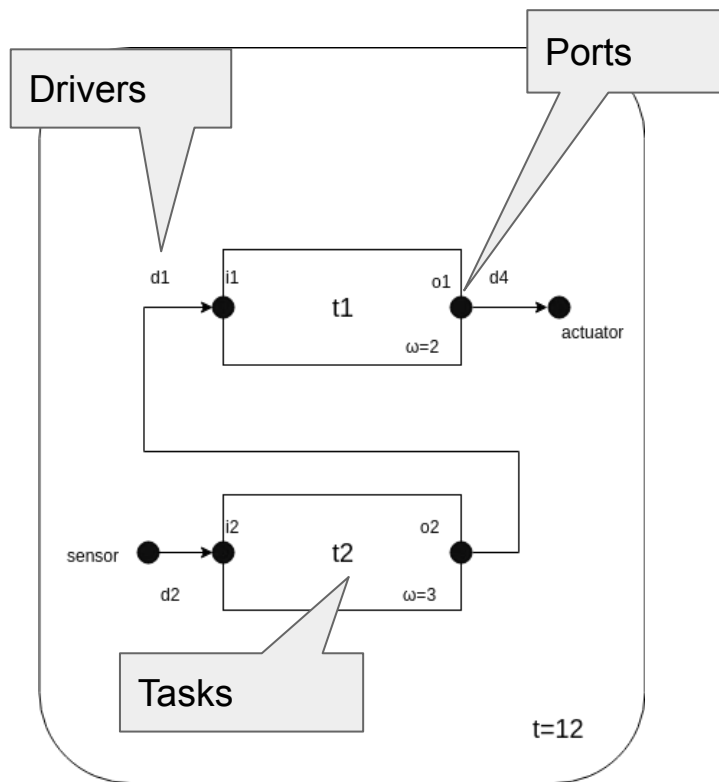 Ports
Drivers
d1
i1
t1
o1
d4
ω=2
actuator
sensor
i2
t2
o2
d2
ω=3
Tasks
t=12